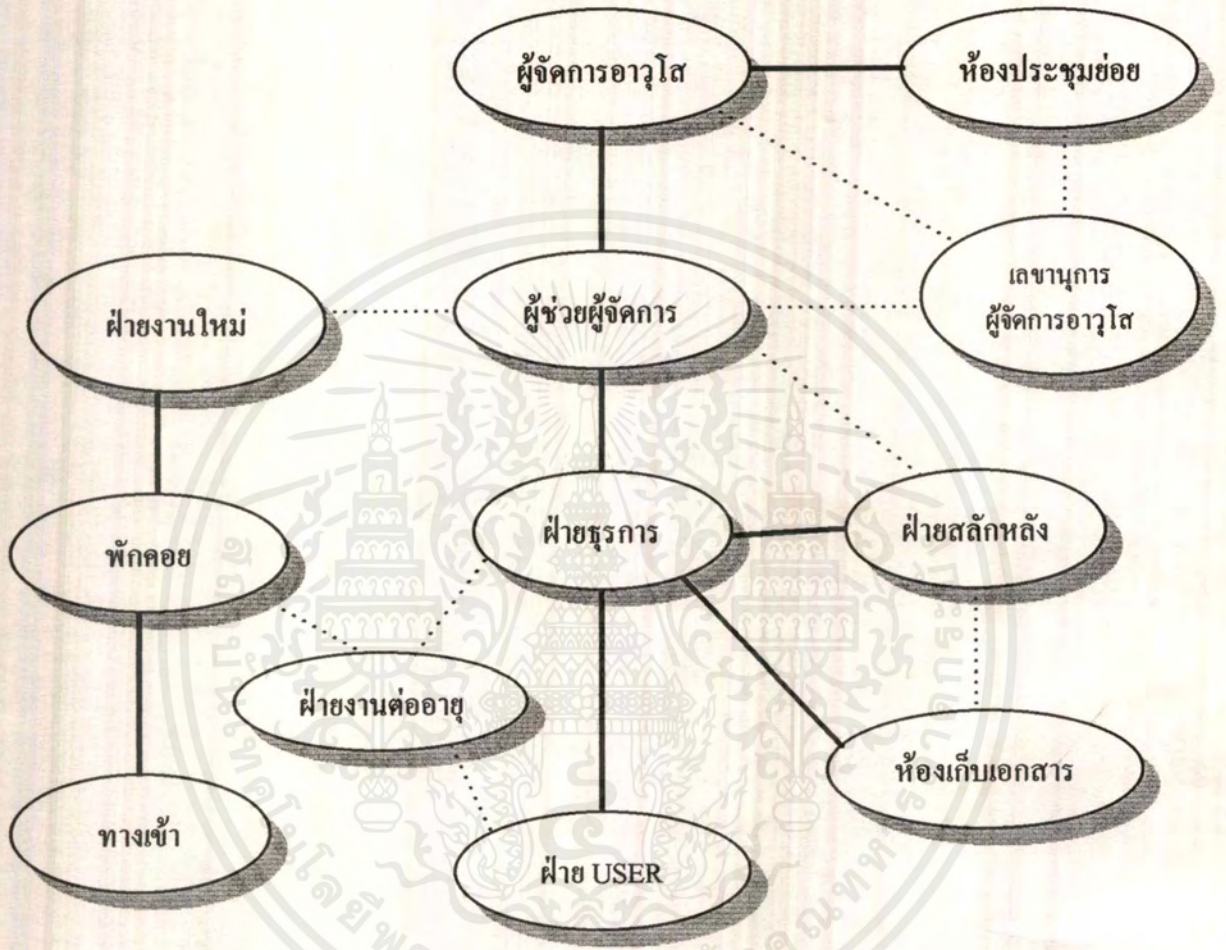 ผู้จัดการอาวุโส
ห้องประชุมย่อย
เลขานุการ
ผู้จัดการอาวุโส
ฝ่ายงานใหม่
ผู้ช่วยผู้จัดการ
ฝ่ายธุรการ
ฝ่ายสลักหลัง
พักคอย
ฝ่ายงานต่ออายุ
ห้องเก็บเอกสาร
ทางเข้า
ฝ่าย USER